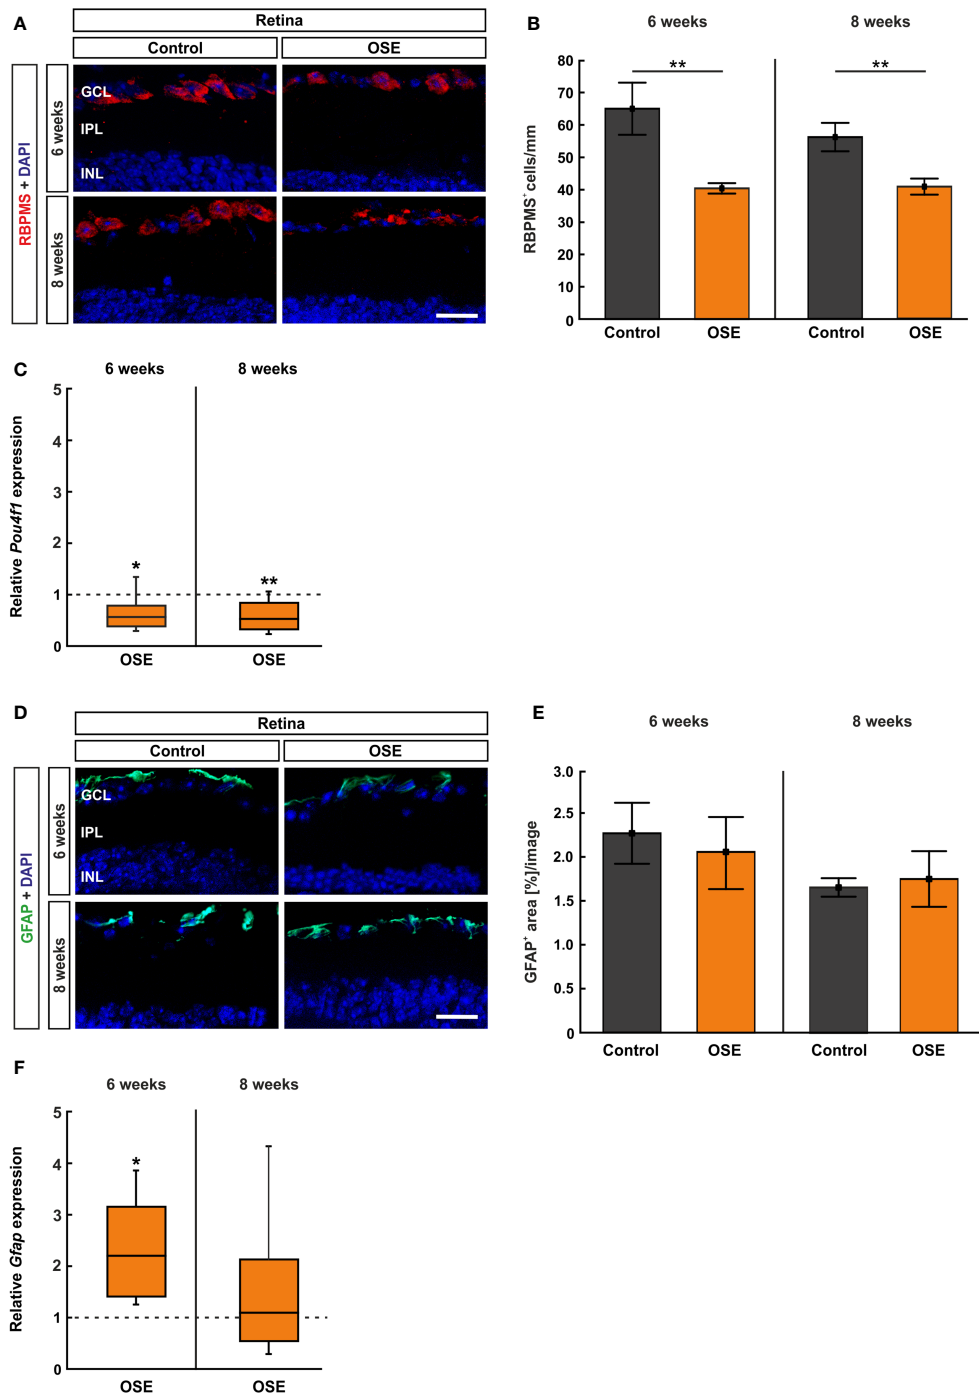 A
Retina
Control
OSE
RBPMS + DAPI
6 weeks
GCL
IPL
INL
8 weeks
B
6 weeks
8 weeks
RBPMS⁺ cells/mm
80
70
60
50
40
30
20
10
0
**
**
Control
OSE
Control
OSE
C
6 weeks
8 weeks
Relative Pou4f1 expression
5
4
3
2
1
0
*
**
OSE
OSE
D
Retina
Control
OSE
GFAP + DAPI
6 weeks
GCL
IPL
INL
8 weeks
E
6 weeks
8 weeks
GFAP⁺ area [%]/image
3.0
2.5
2.0
1.5
1.0
0.5
0
Control
OSE
Control
OSE
F
6 weeks
8 weeks
Relative Gfap expression
5
4
3
2
1
0
*
OSE
OSE